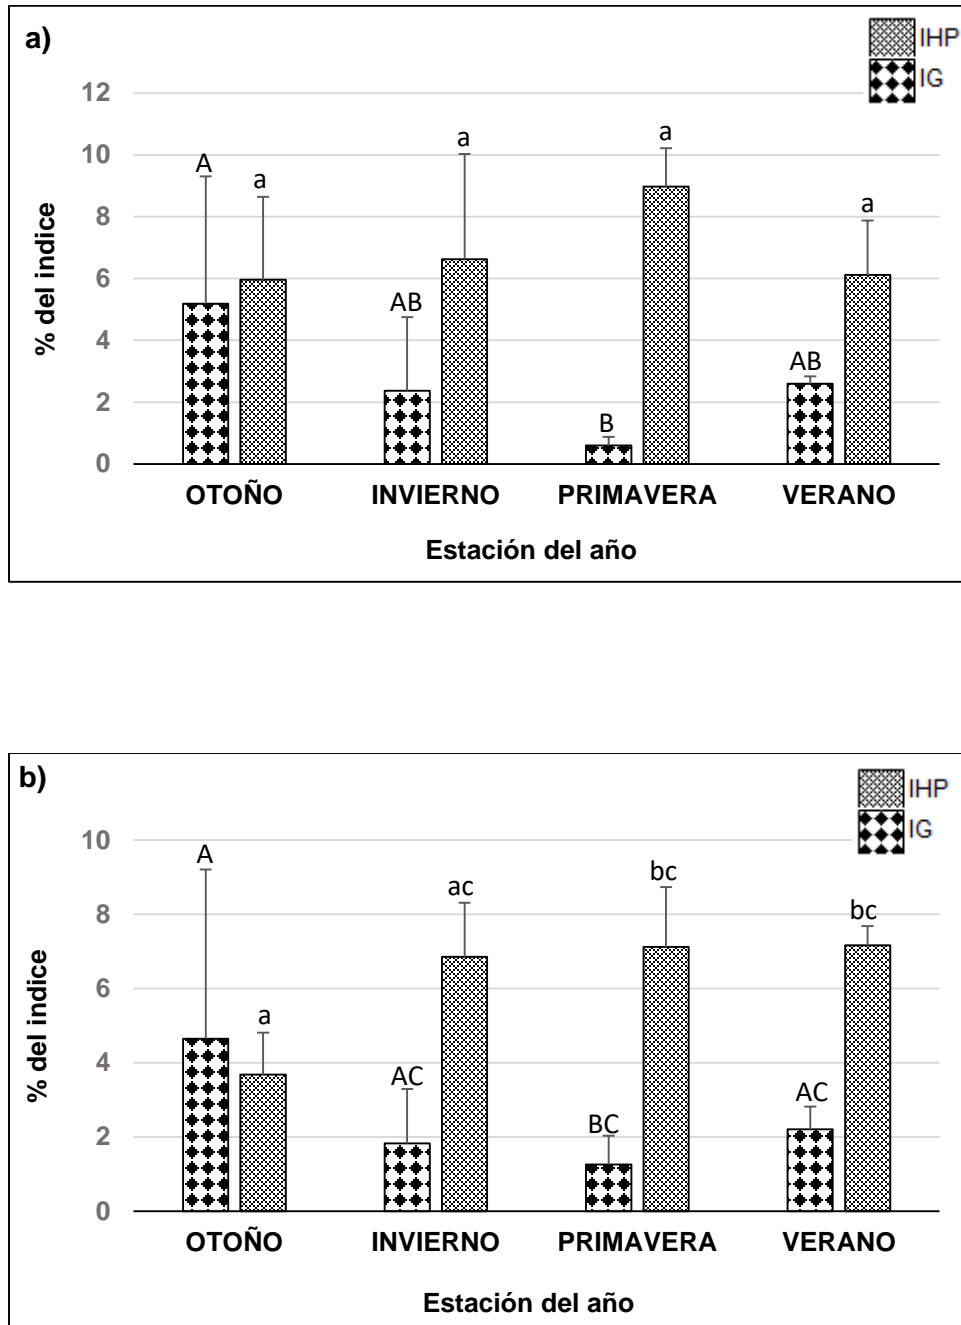 a)
IHP
IG
12
10
8
6
4
2
0
% del indice
A
a
AB
a
B
a
AB
a
OTOÑO INVIERNO PRIMAVERA VERANO
Estación del año
b)
IHP
IG
10
8
6
4
2
0
% del indice
A
a
AC
ac
BC
bc
AC
bc
OTOÑO INVIERNO PRIMAVERA VERANO
Estación del año